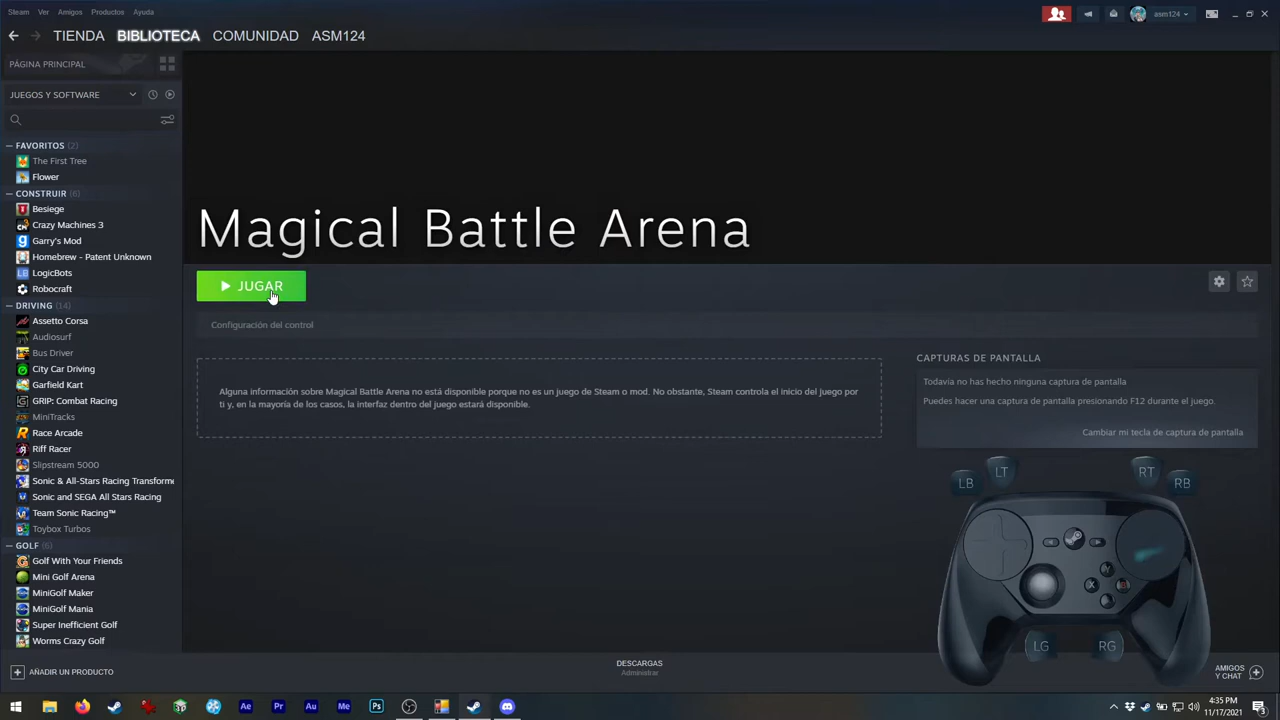 Steam Ver Amigos Productos Ayuda
asm124
TIENDA BIBLIOTECA COMUNIDAD ASM124
PÁGINA PRINCIPAL
JUEGOS Y SOFTWARE
FAVORITOS (2)
The First Tree
Flower
CONSTRUIR (6)
Besiege
Crazy Machines 3
Garry's Mod
Homebrew - Patent Unknown
LogicBots
Robocraft
DRIVING (14)
Assetto Corsa
Audiosurf
Bus Driver
City Car Driving
Garfield Kart
GRIP: Combat Racing
MiniTracks
Race Arcade
Riff Racer
Slipstream 5000
Sonic & All-Stars Racing Transforme
Sonic and SEGA All Stars Racing
Team Sonic Racing™
Toybox Turbos
GOLF (6)
Golf With Your Friends
Mini Golf Arena
MiniGolf Maker
MiniGolf Mania
Super Inefficient Golf
Worms Crazy Golf
AÑADIR UN PRODUCTO
Magical Battle Arena
JUGAR
Configuración del control
Alguna información sobre Magical Battle Arena no está disponible porque no es un juego de Steam o mod. No obstante, Steam controla el inicio del juego por
ti y, en la mayoría de los casos, la interfaz dentro del juego estará disponible.
CAPTURAS DE PANTALLA
Todavía no has hecho ninguna captura de pantalla
Puedes hacer una captura de pantalla presionando F12 durante el juego.
Cambiar mi tecla de captura de pantalla
LB LT RT RB
Y
X
LG RG
DESCARGAS
Administrar
AMIGOS
Y CHAT
Ae Pr Au Me Ps
4:35 PM
11/17/2021
3